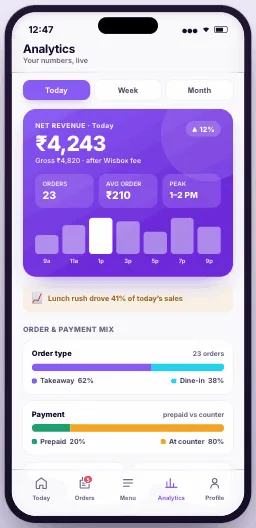 12:47
Analytics
Your numbers, live
Today Week Month
NET REVENUE · Today
▲ 12%
₹4,243
Gross ₹4,820 · after Wisbox fee
ORDERS AVG ORDER PEAK
23 ₹210 1–2 PM
9a 11a 1p 3p 5p 7p 9p
Lunch rush drove 41% of today's sales
ORDER & PAYMENT MIX
Order type 23 orders
Takeaway 62% Dine-in 38%
Payment prepaid vs counter
Prepaid 20% At counter 80%
Today Orders Menu Analytics Profile